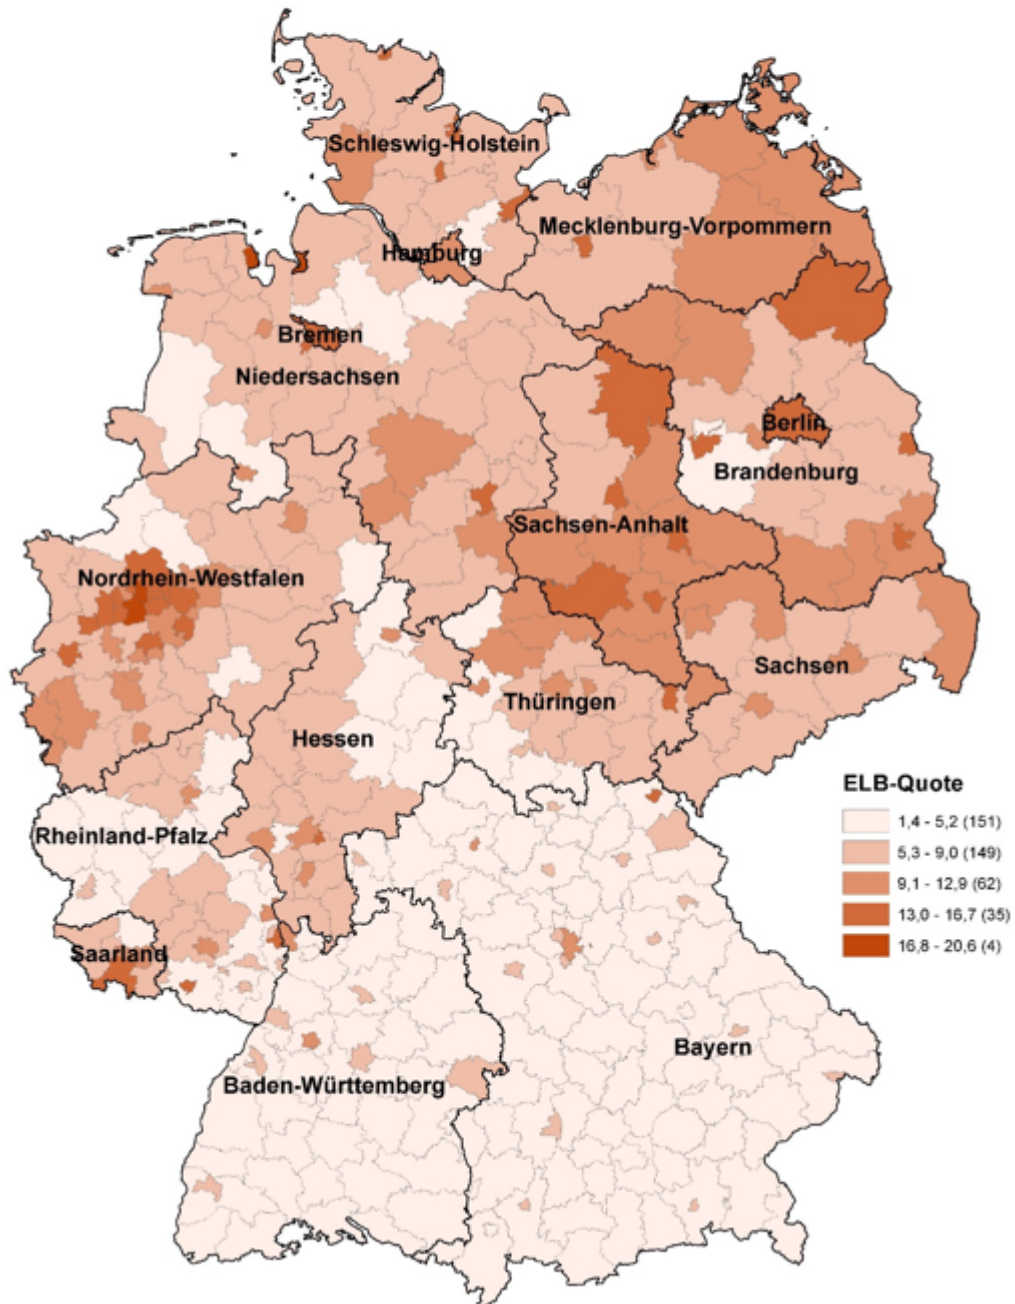 Schleswig-Holstein
Mecklenburg-Vorpommern
Hamburg
Bremen
Niedersachsen
Berlin
Brandenburg
Sachsen-Anhalt
Nordrhein-Westfalen
Sachsen
Thüringen
Hessen
ELB-Quote
1,4 - 5,2 (151)
5,3 - 9,0 (149)
9,1 - 12,9 (62)
13,0 - 16,7 (35)
16,8 - 20,6 (4)
Rheinland-Pfalz
Saarland
Bayern
Baden-Württemberg